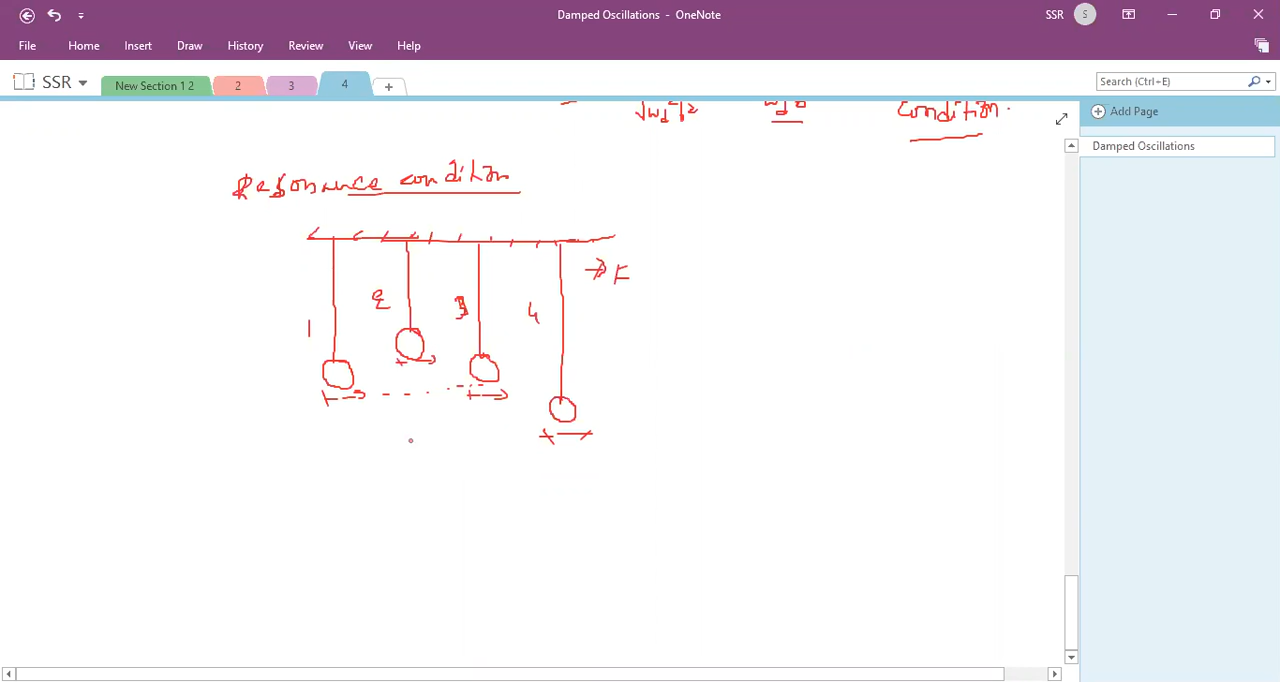 Damped Oscillations - OneNote
SSR S
File Home Insert Draw History Review View Help
SSR New Section 1 2 2 3 4 + Search (Ctrl+E)
Add Page
Damped Oscillations
condition.
Resonance condition
F
1 2 3 4